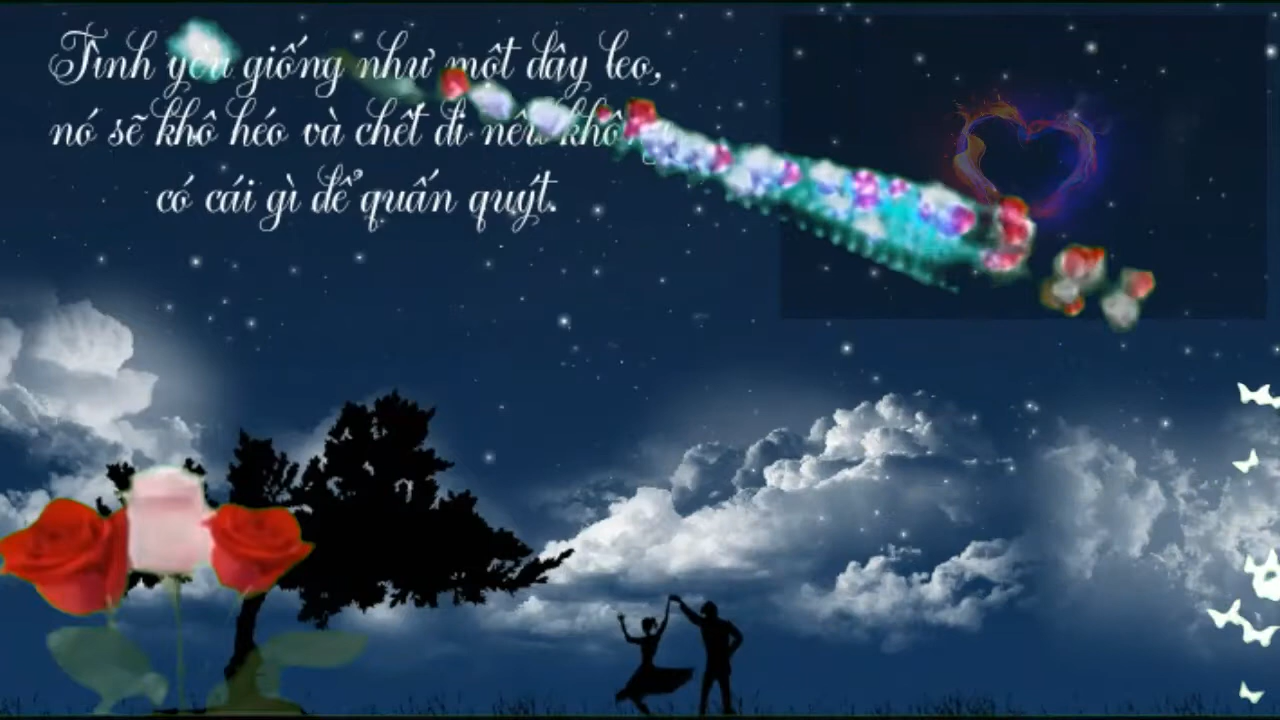 Tình yêu giống như một dây leo,
nó sẽ khô héo và chết đi nếu không
có cái gì để quấn quýt.